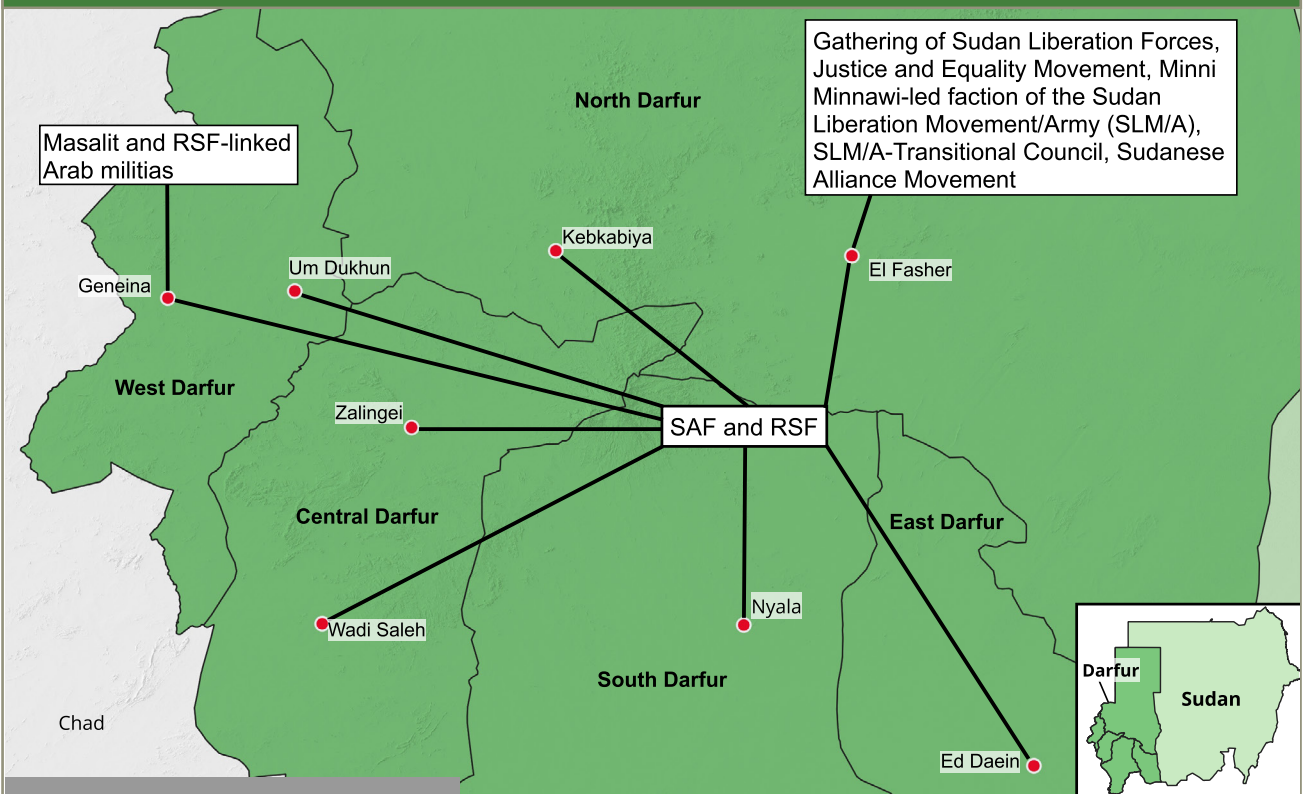 Gathering of Sudan Liberation Forces,
Justice and Equality Movement, Minni
Minnawi-led faction of the Sudan
Liberation Movement/Army (SLM/A),
SLM/A-Transitional Council, Sudanese
Alliance Movement
North Darfur
Masalit and RSF-linked
Arab militias
Kebkabiya
Um Dukhun
El Fasher
Geneina
West Darfur
Zalingei
SAF and RSF
Central Darfur
East Darfur
Nyala
Wadi Saleh
South Darfur
Darfur
Sudan
Chad
Ed Daein